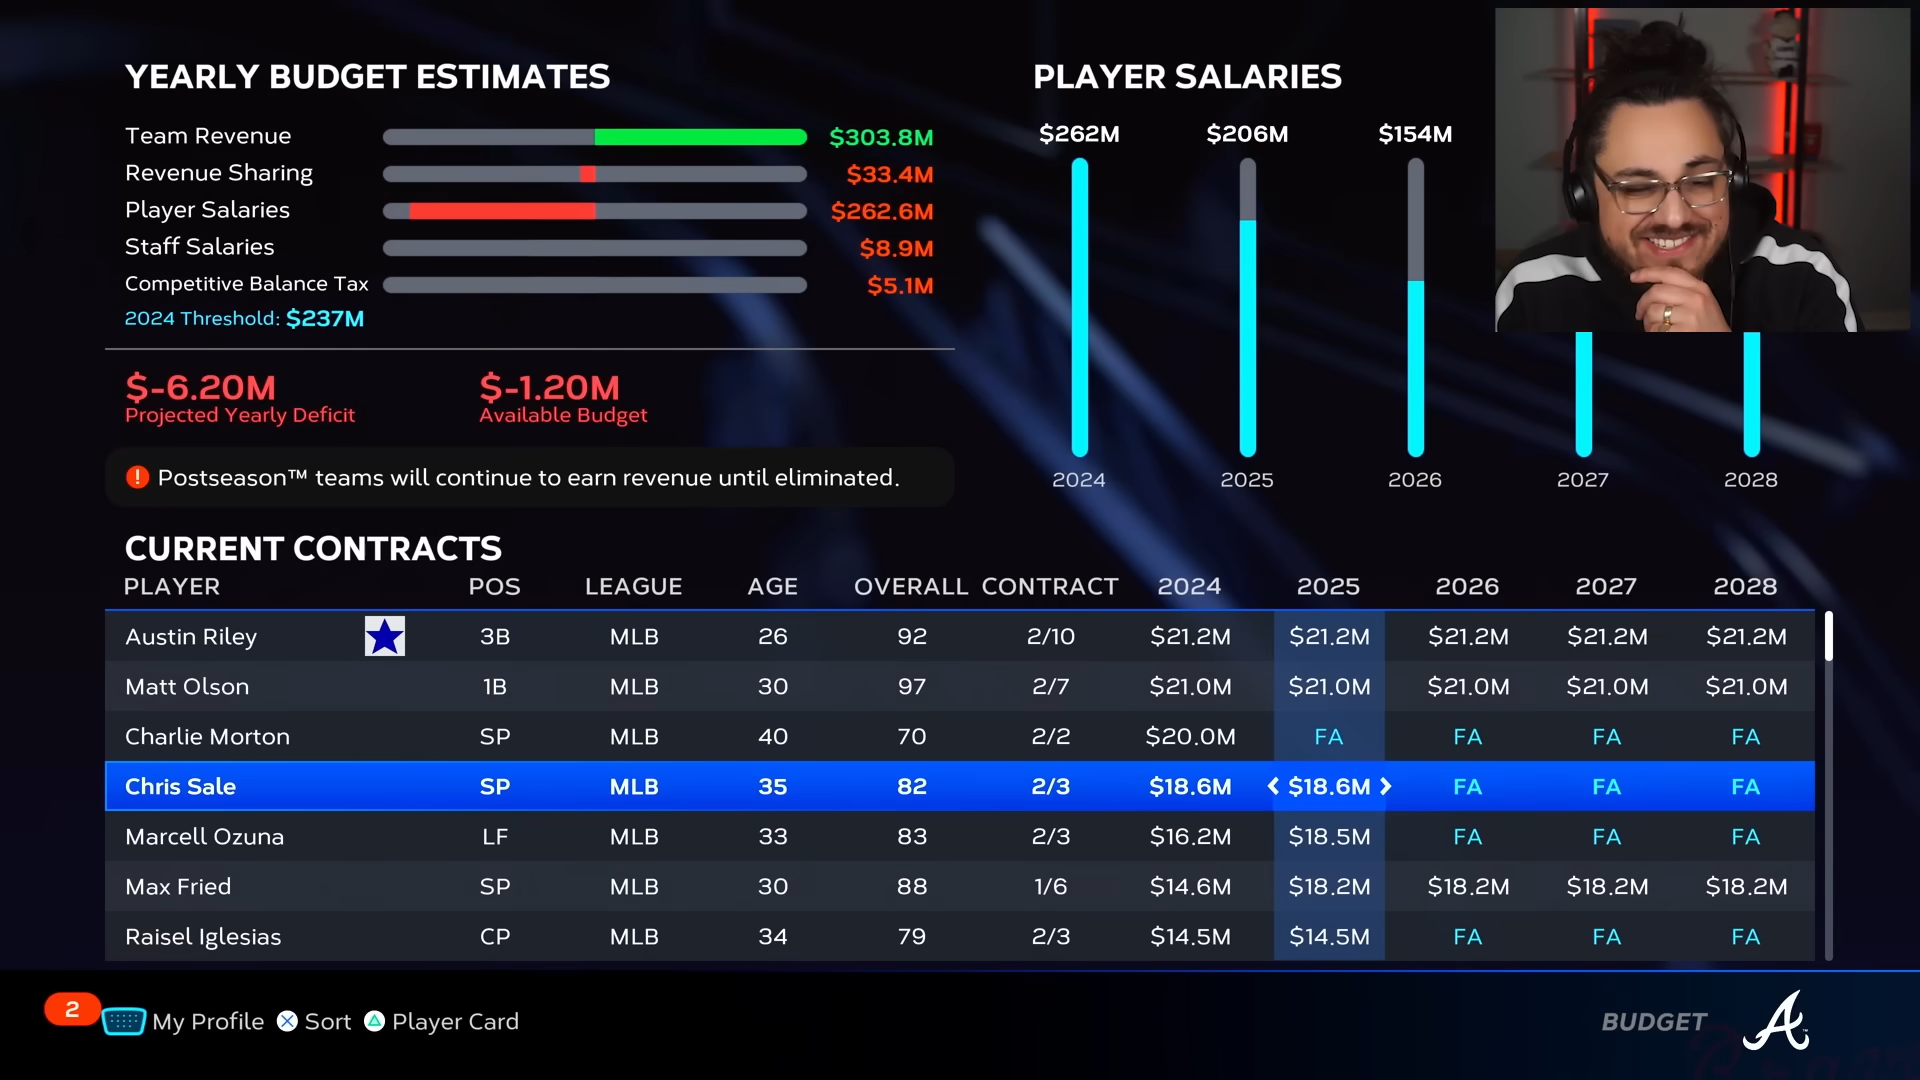 YEARLY BUDGET ESTIMATES
Team Revenue $303.8M
Revenue Sharing $33.4M
Player Salaries $262.6M
Staff Salaries $8.9M
Competitive Balance Tax $5.1M
2024 Threshold: $237M
$-6.20M $-1.20M
Projected Yearly Deficit Available Budget
! Postseason™ teams will continue to earn revenue until eliminated.
PLAYER SALARIES
$262M $206M $154M
2024 2025 2026 2027 2028
CURRENT CONTRACTS
PLAYER POS LEAGUE AGE OVERALL CONTRACT 2024 2025 2026 2027 2028
Austin Riley 3B MLB 26 92 2/10 $21.2M $21.2M $21.2M $21.2M $21.2M
Matt Olson 1B MLB 30 97 2/7 $21.0M $21.0M $21.0M $21.0M $21.0M
Charlie Morton SP MLB 40 70 2/2 $20.0M FA FA FA FA
Chris Sale SP MLB 35 82 2/3 $18.6M $18.6M FA FA FA
Marcell Ozuna LF MLB 33 83 2/3 $16.2M $18.5M FA FA FA
Max Fried SP MLB 30 88 1/6 $14.6M $18.2M $18.2M $18.2M $18.2M
Raisel Iglesias CP MLB 34 79 2/3 $14.5M $14.5M FA FA FA
2 My Profile Sort Player Card
BUDGET A